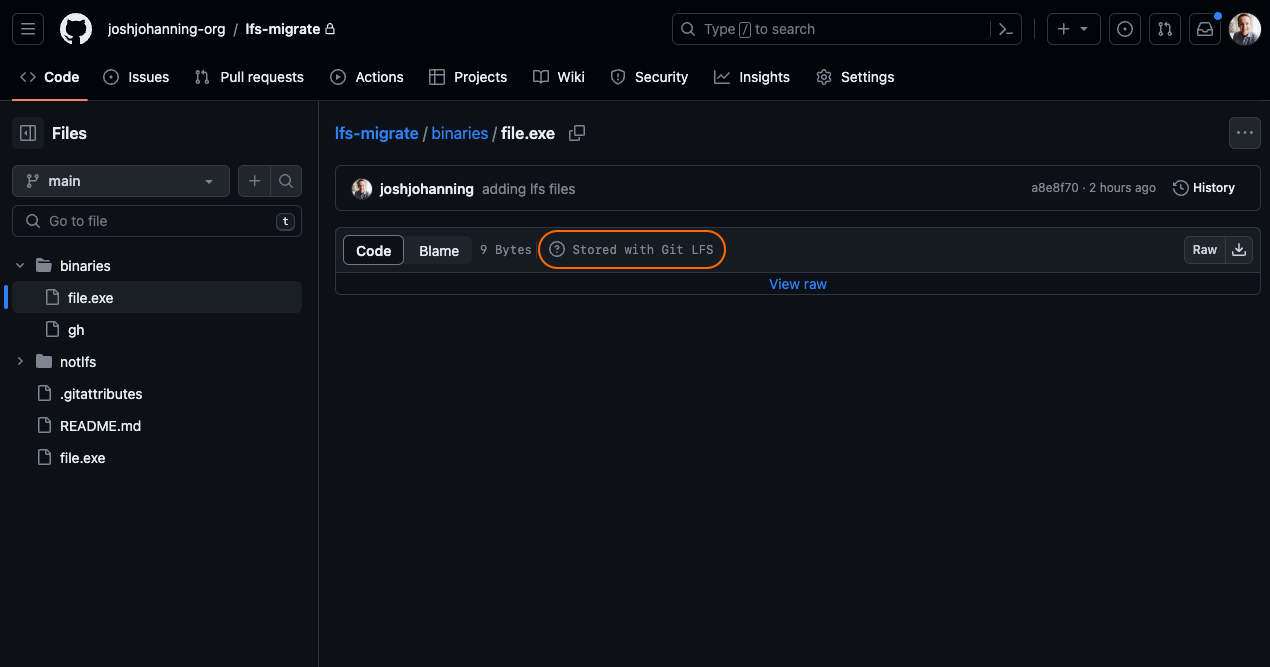 joshjohanning-org / lfs-migrate
Type / to search
Code Issues Pull requests Actions Projects Wiki Security Insights Settings
Files
lfs-migrate / binaries / file.exe
main
joshjohanning adding lfs files a8e8f70 · 2 hours ago History
Go to file t
Code Blame 9 Bytes Stored with Git LFS Raw
binaries
View raw
file.exe
gh
notlfs
.gitattributes
README.md
file.exe